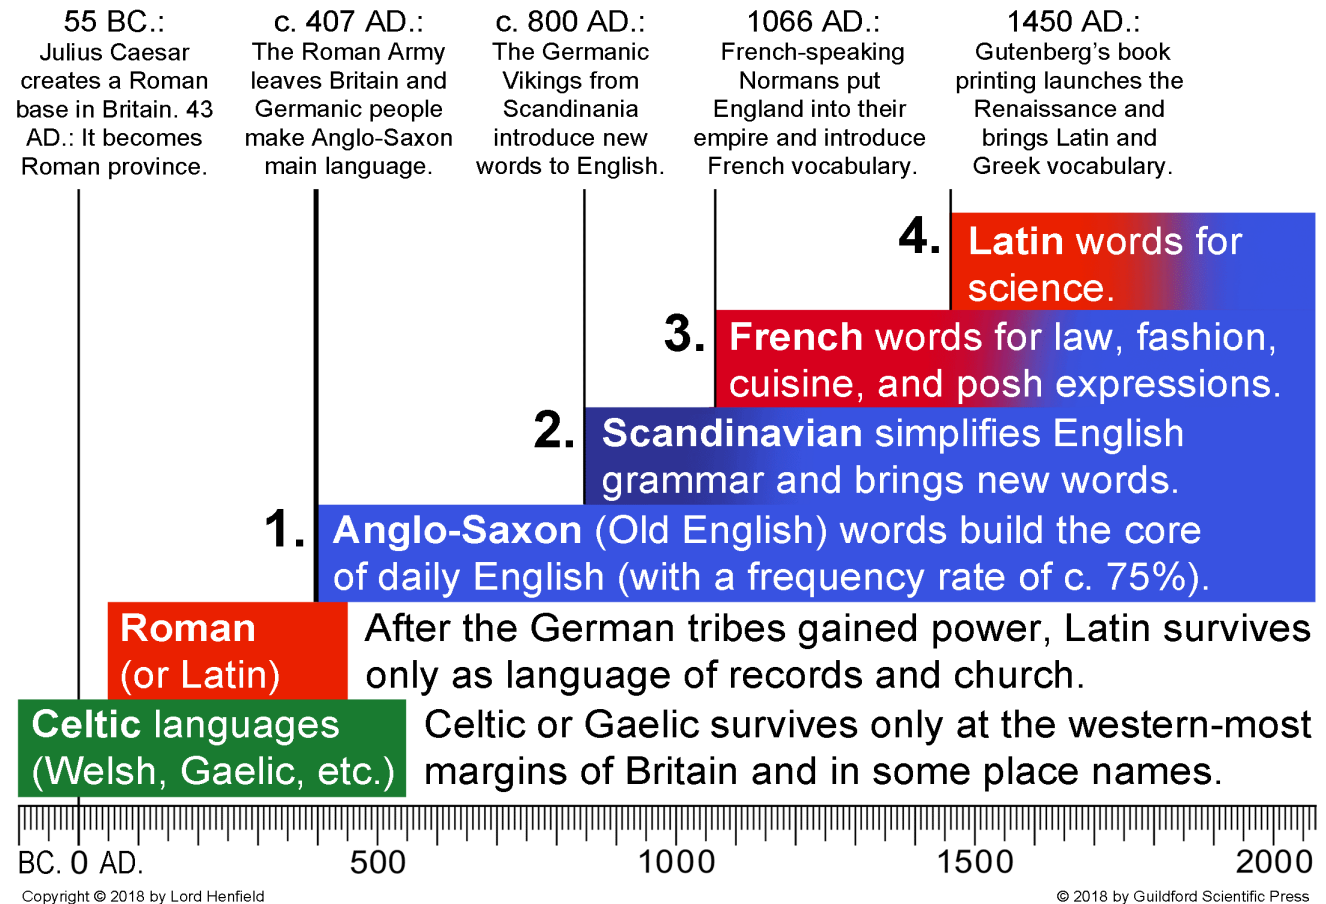 55 BC.:
Julius Caesar
creates a Roman
base in Britain. 43
AD.: It becomes
Roman province.
c. 407 AD.:
The Roman Army
leaves Britain and
Germanic people
make Anglo-Saxon
main language.
c. 800 AD.:
The Germanic
Vikings from
Scandinania
introduce new
words to English.
1066 AD.:
French-speaking
Normans put
England into their
empire and introduce
French vocabulary.
1450 AD.:
Gutenberg’s book
printing launches the
Renaissance and
brings Latin and
Greek vocabulary.
4. Latin words for
science.
3. French words for law, fashion,
cuisine, and posh expressions.
2. Scandinavian simplifies English
grammar and brings new words.
1. Anglo-Saxon (Old English) words build the core
of daily English (with a frequency rate of c. 75%).
Roman
(or Latin)
After the German tribes gained power, Latin survives
only as language of records and church.
Celtic languages
(Welsh, Gaelic, etc.)
Celtic or Gaelic survives only at the western-most
margins of Britain and in some place names.
BC. 0 AD. 500 1000 1500 2000
Copyright © 2018 by Lord Henfield
© 2018 by Guildford Scientific Press